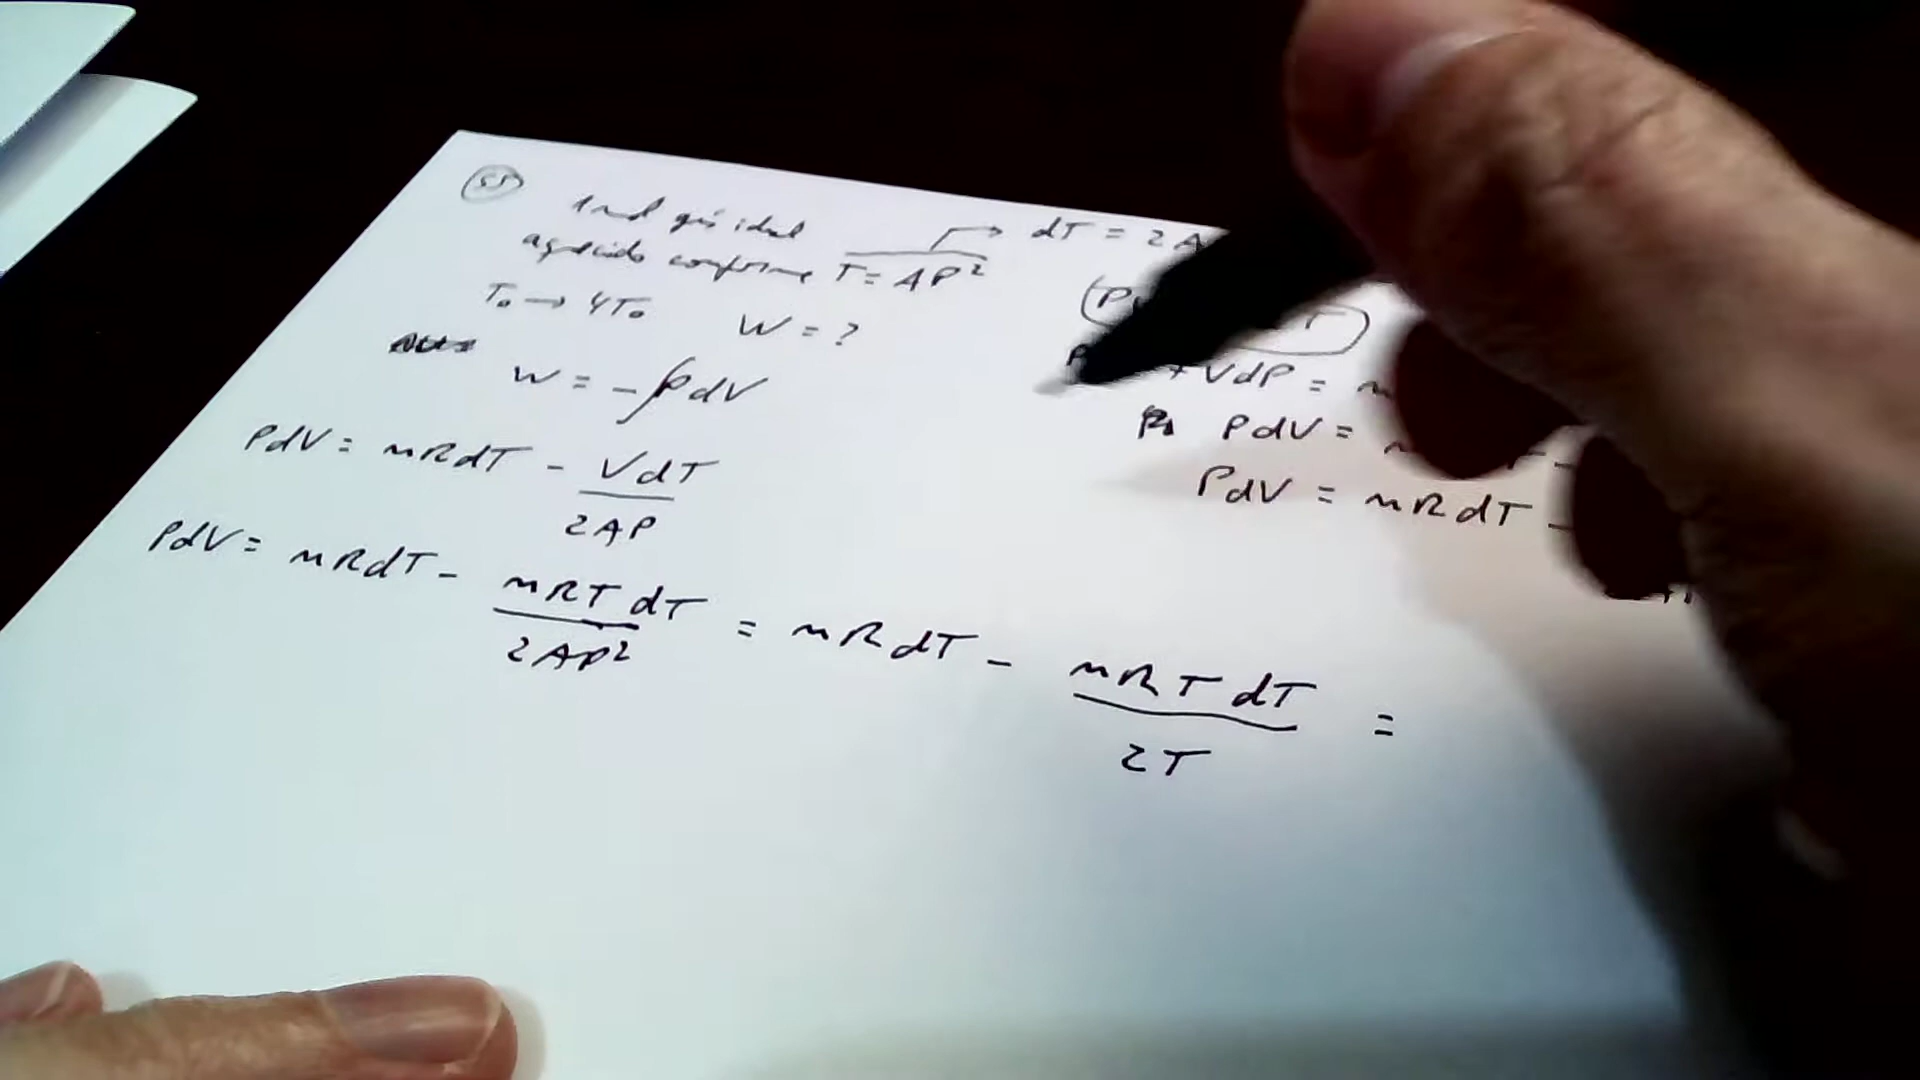 55
1 mol gás ideal
aquecido conforme T = AP²
T₀ → 4T₀ W = ?
W = -∫PdV
PdV = nRdT - VdT / 2AP
PdV = nRdT - nRT dT / 2AP² = nRdT - nRT dT / 2T =
dT = 2A
+ VdP =
PdV =
PdV = nRdT -